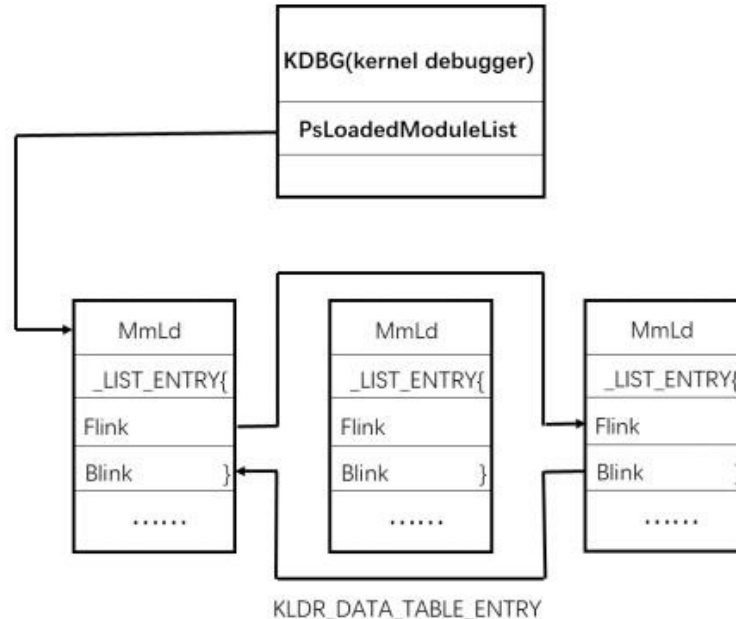 KDBG(kernel debugger)
PsLoadedModuleList
MmLd
_LIST_ENTRY{
Flink
Blink }
......
MmLd
_LIST_ENTRY{
Flink
Blink }
......
MmLd
_LIST_ENTRY{
Flink
Blink }
......
KLDR_DATA_TABLE_ENTRY